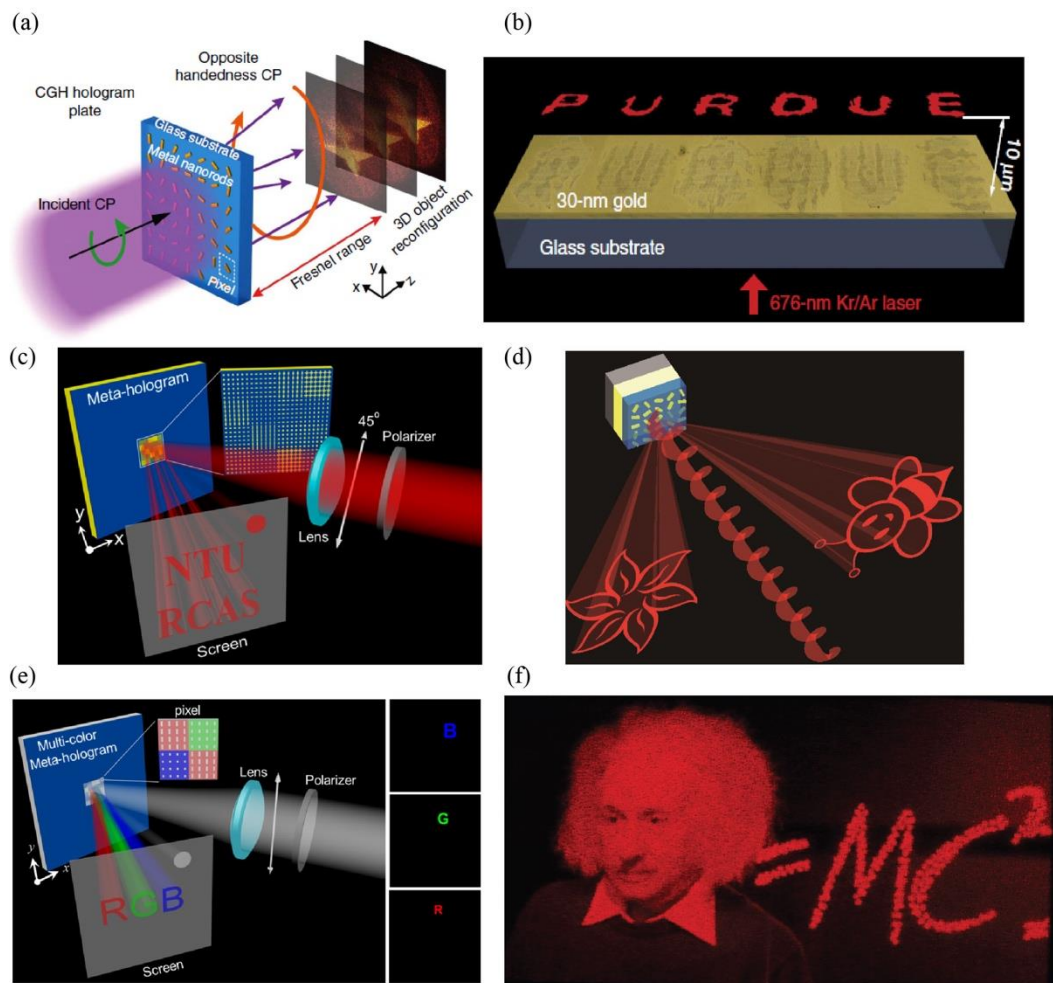 (a)
CGH hologram
plate
Opposite
handedness CP
Glass substrate
Metal nanorods
Incident CP
Pixel
Fresnel range
3D object
reconfiguration
y
x
z
(b)
PURDUE
10 μm
30-nm gold
Glass substrate
676-nm Kr/Ar laser
(c)
Meta-hologram
45°
Polarizer
Lens
y
x
NTU
RCAS
Screen
(d)
(e)
Multi-color
Meta-hologram
pixel
Lens
Polarizer
y
x
RGB
Screen
B
G
R
(f)
=MC2